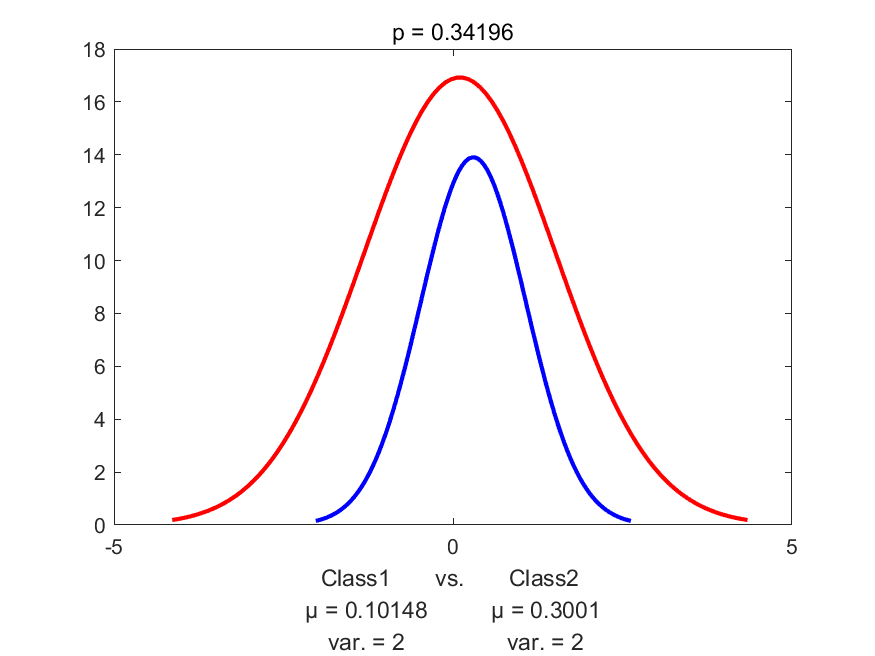 p = 0.34196
18
16
14
12
10
8
6
4
2
0
-5 0 5
Class1 vs. Class2
μ = 0.10148 μ = 0.3001
var. = 2 var. = 2